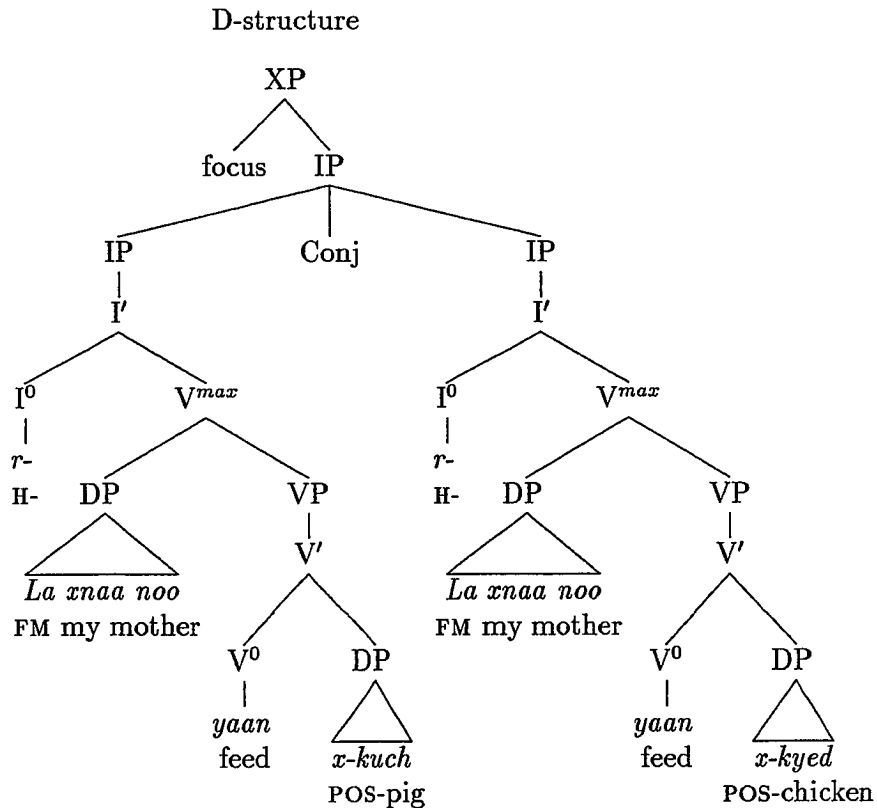 D-structure
XP
focus IP
IP Conj IP
I′ I′
I⁰ Vᵐᵃˣ I⁰ Vᵐᵃˣ
r- r-
H- DP VP H- DP VP
V′ V′
La xnaa noo La xnaa noo
FM my mother FM my mother
V⁰ DP V⁰ DP
yaan yaan
feed x-kuch feed x-kyed
POS-pig POS-chicken